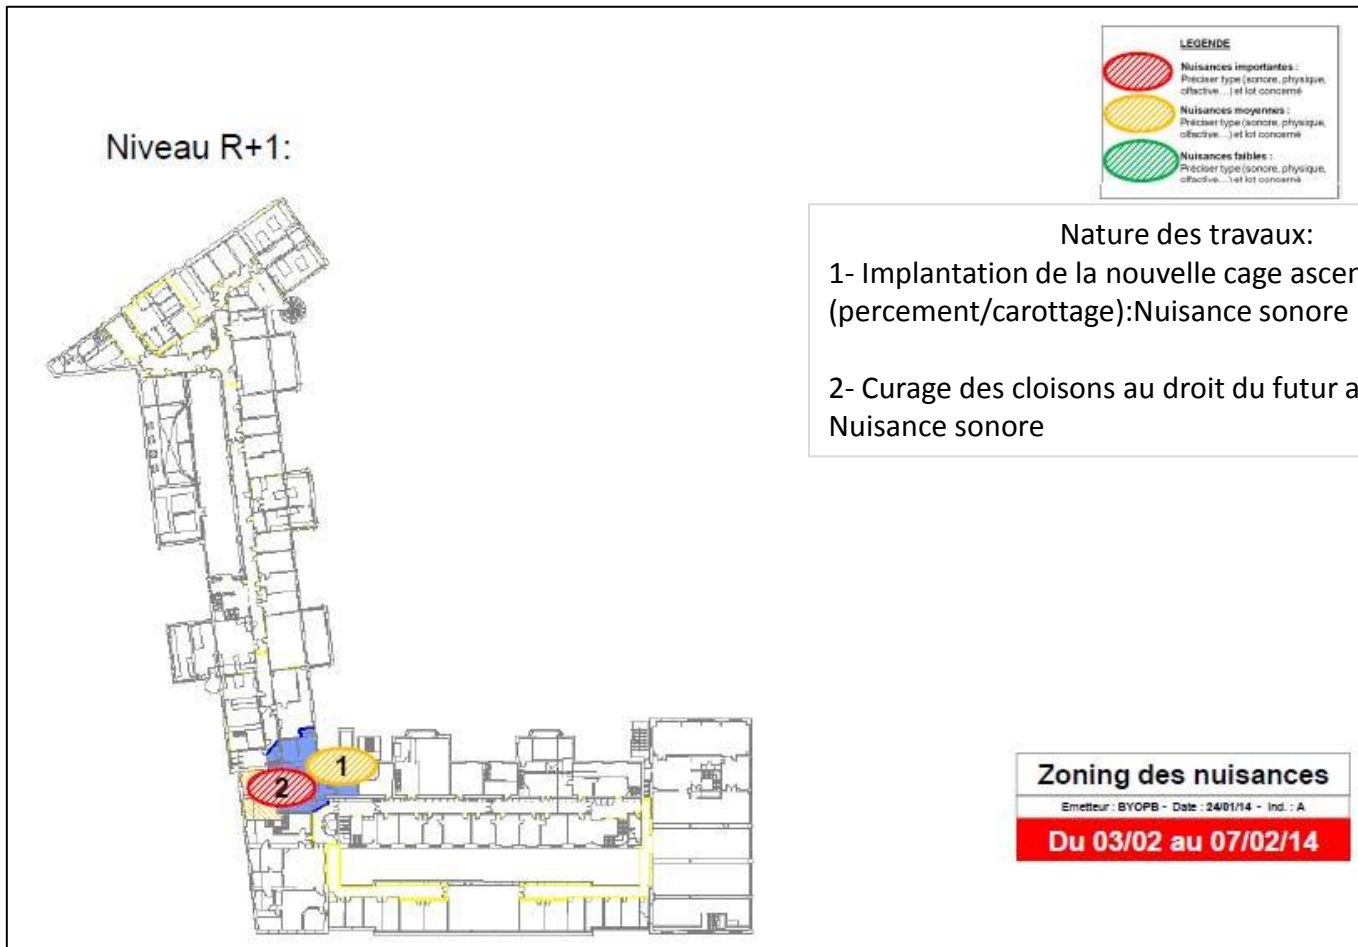 Niveau R+1:
LEGENDE
Nuisances importantes :
Préciser type (sonore, physique,
olfactive....) et lot concerné
Nuisances moyennes :
Préciser type (sonore, physique,
olfactive....) et lot concerné
Nuisances faibles :
Préciser type (sonore, physique,
olfactive....) et lot concerné
Nature des travaux:
1- Implantation de la nouvelle cage ascen
(percement/carottage):Nuisance sonore
2- Curage des cloisons au droit du futur a
Nuisance sonore
1
2
Zoning des nuisances
Emetteur : BYOPB - Date : 24/01/14 - Ind. : A
Du 03/02 au 07/02/14